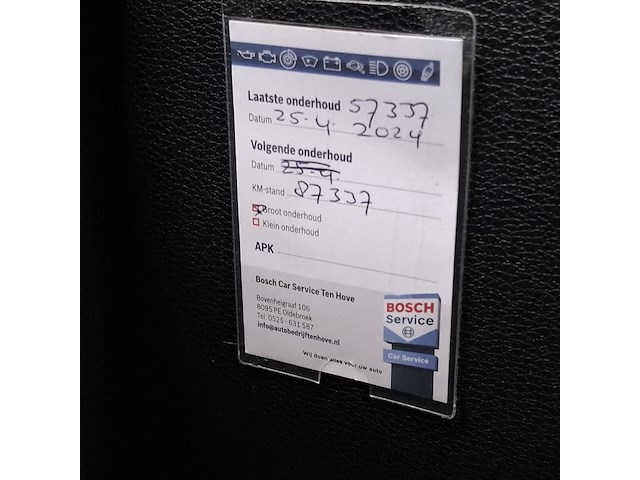 Laatste onderhoud 57337
Datum 25-4. 2024
Volgende onderhoud
Datum 25-4.
KM-stand 87337
Groot onderhoud
Klein onderhoud
APK
Bosch Car Service Ten Hove
Bovenheigraaf 106
8095 PE Oldebroek
Tel. 0525 - 631 587
info@autobedrijftenhove.nl
Wij doen alles voor uw auto
BOSCH
Service
Car Service